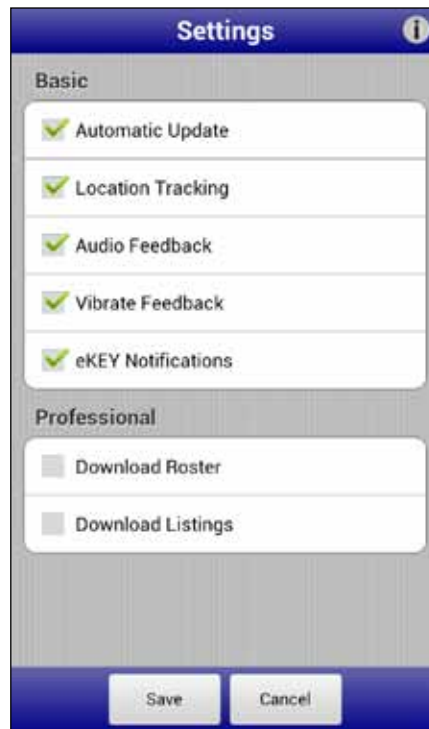 Settings
Basic
Automatic Update
Location Tracking
Audio Feedback
Vibrate Feedback
eKEY Notifications
Professional
Download Roster
Download Listings
Save Cancel